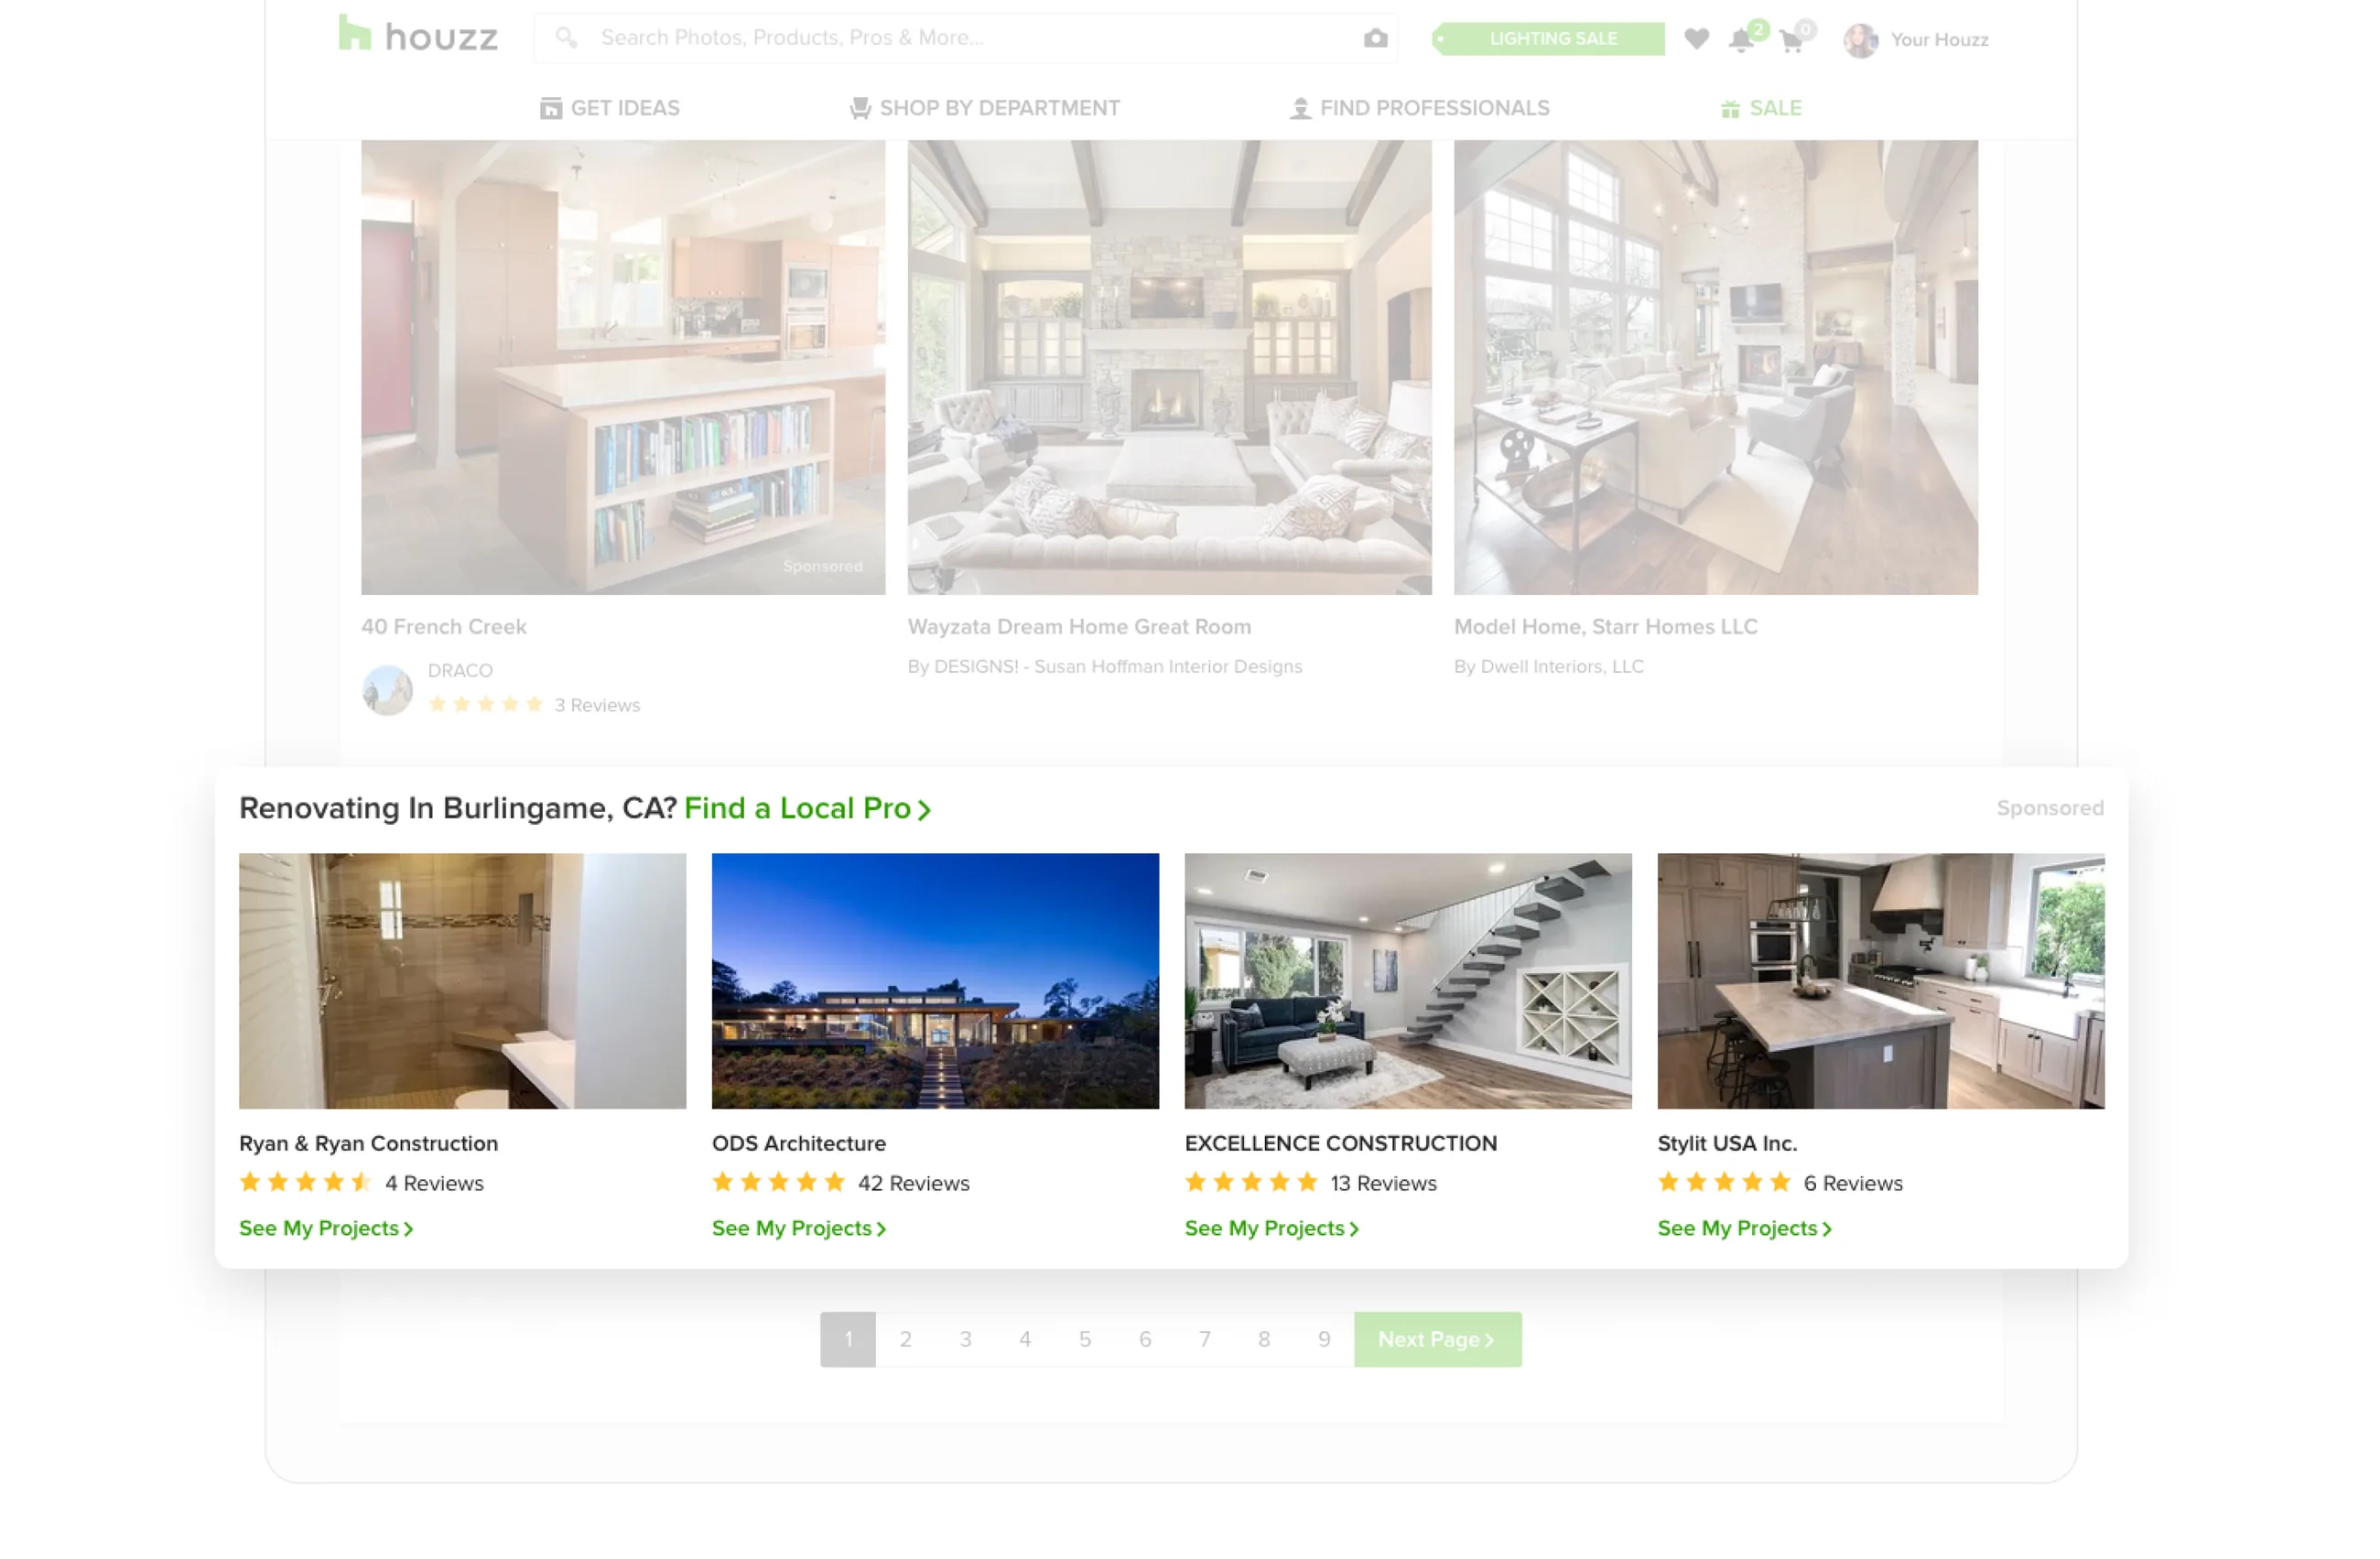 houzz
Search Photos, Products, Pros & More...
LIGHTING SALE
2
0
Your Houzz
GET IDEAS
SHOP BY DEPARTMENT
FIND PROFESSIONALS
SALE
Sponsored
40 French Creek
DRACO
3 Reviews
Wayzata Dream Home Great Room
By DESIGNS! - Susan Hoffman Interior Designs
Model Home, Starr Homes LLC
By Dwell Interiors, LLC
Renovating In Burlingame, CA? Find a Local Pro
Sponsored
Ryan & Ryan Construction
4 Reviews
See My Projects
ODS Architecture
42 Reviews
See My Projects
EXCELLENCE CONSTRUCTION
13 Reviews
See My Projects
Stylit USA Inc.
6 Reviews
See My Projects
1 2 3 4 5 6 7 8 9 Next Page